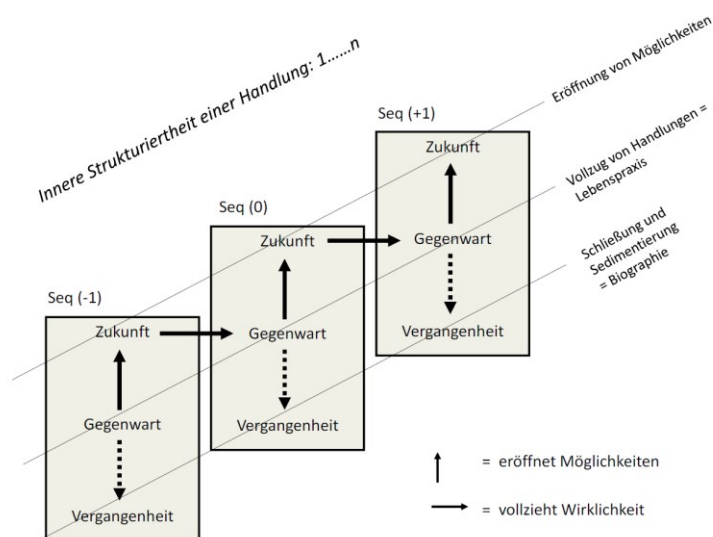 Innere Strukturiertheit einer Handlung: 1......n
Eröffnung von Möglichkeiten
Vollzug von Handlungen =
Lebenspraxis
Schließung und
Sedimentierung
= Biographie
Seq (-1)
Zukunft
Gegenwart
Vergangenheit
Seq (0)
Zukunft
Gegenwart
Vergangenheit
Seq (+1)
Zukunft
Gegenwart
Vergangenheit
= eröffnet Möglichkeiten
= vollzieht Wirklichkeit